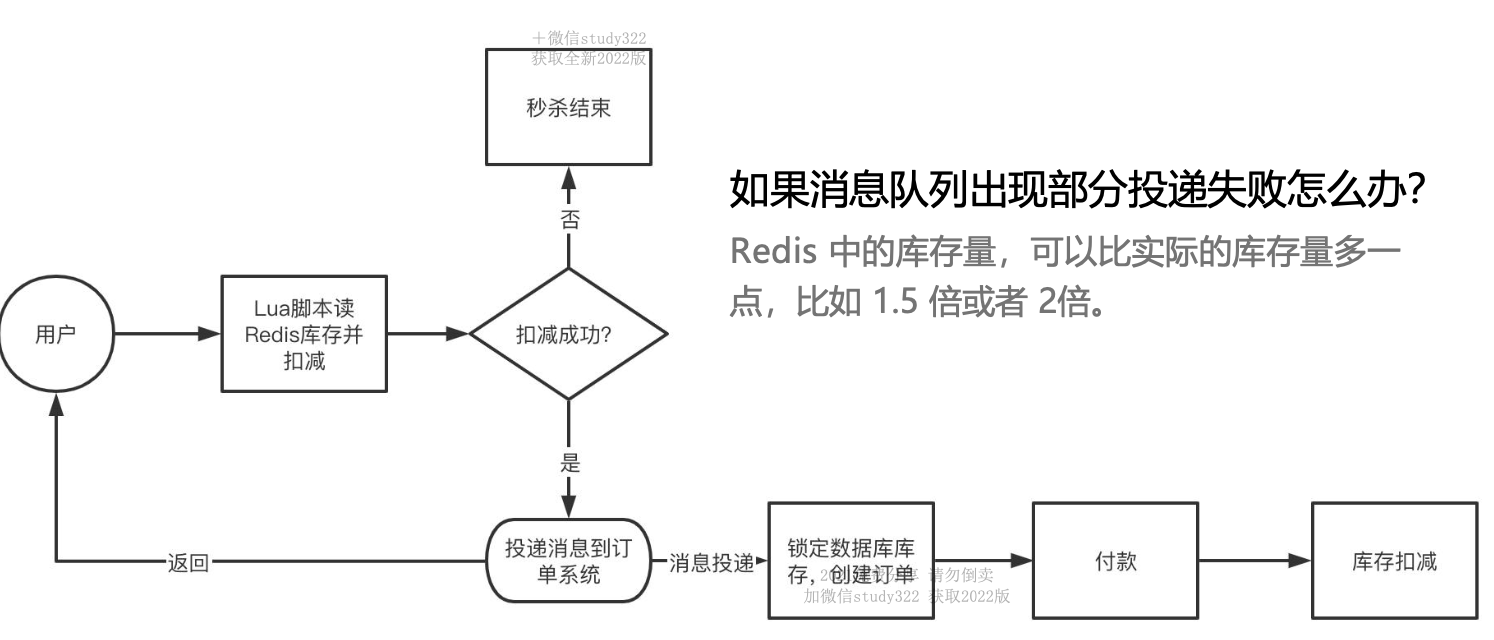 ＋微信study322
获取全新2022版
秒杀结束
如果消息队列出现部分投递失败怎么办?
否
Redis 中的库存量，可以比实际的库存量多一
点，比如 1.5 倍或者 2倍。
用户
Lua脚本读
Redis库存并
扣减
扣减成功?
是
返回
投递消息到订
单系统
消息投递
锁定数据库库
存，创建订单
付款
库存扣减
请勿倒卖
加微信study322 获取2022版